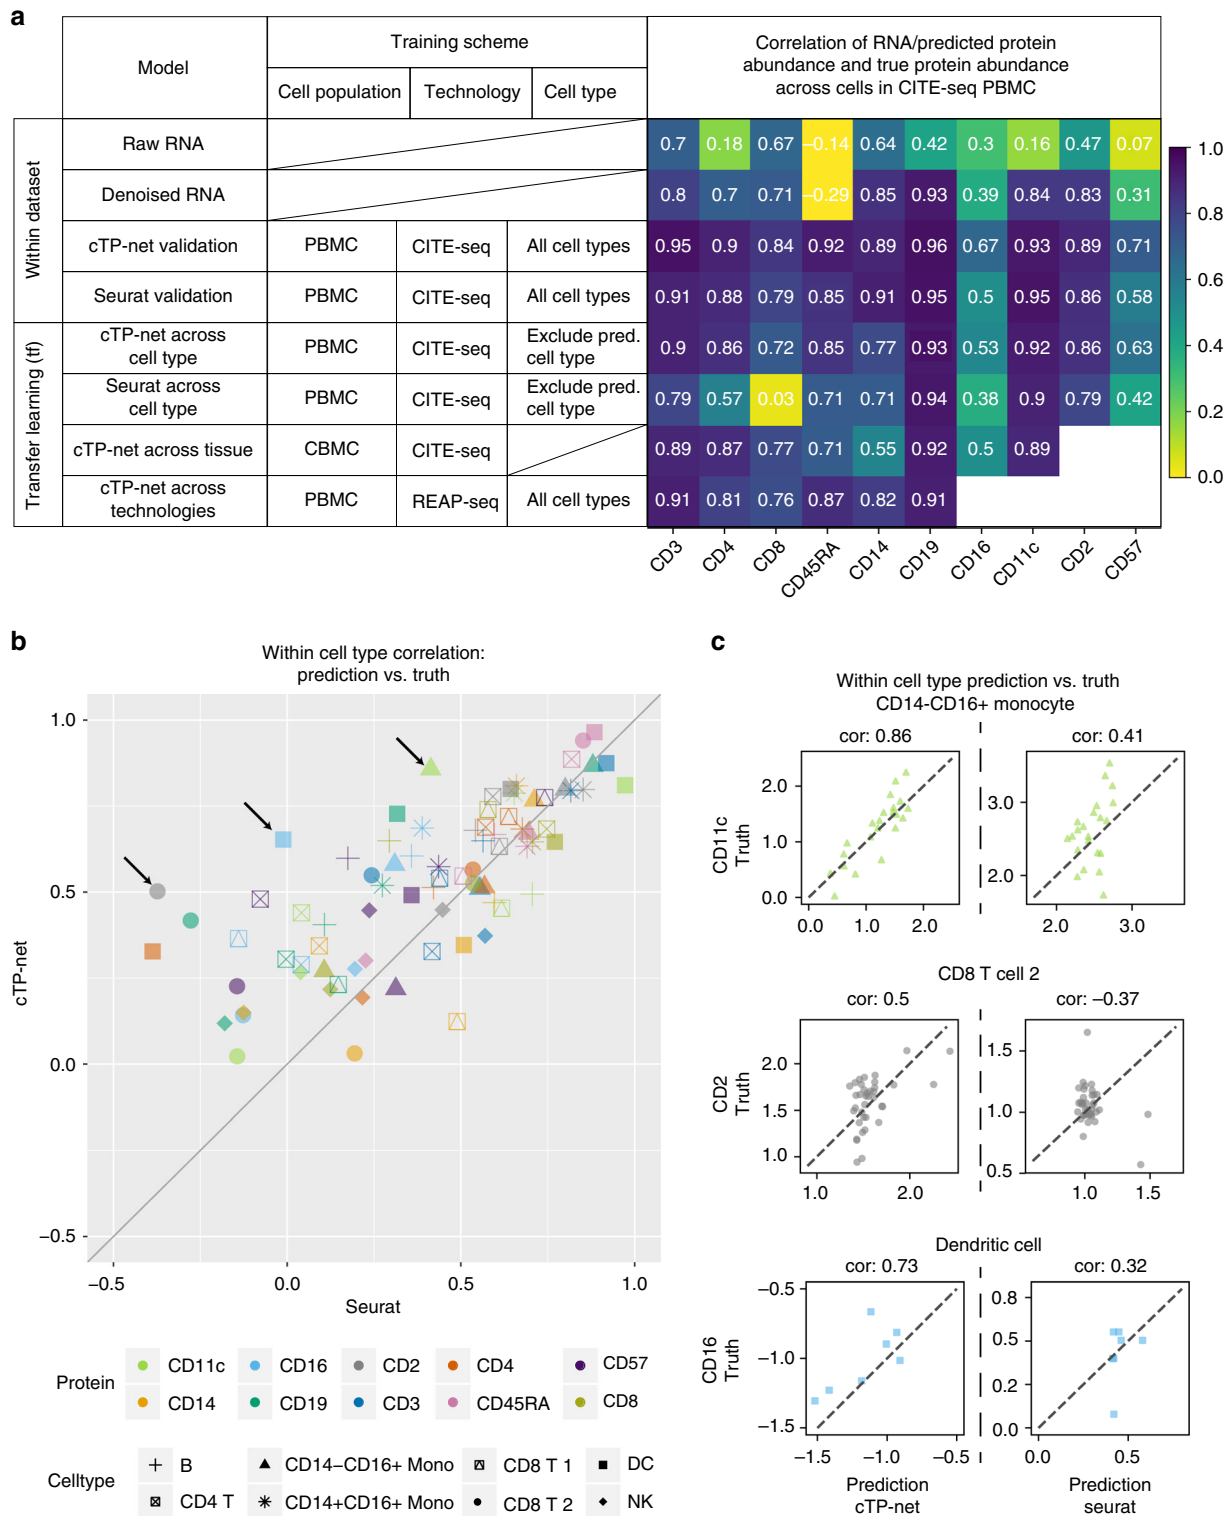 a
Model
Training scheme
Cell population
Technology
Cell type
Correlation of RNA/predicted protein
abundance and true protein abundance
across cells in CITE-seq PBMC
Within dataset
Raw RNA
0.7 0.18 0.67 −0.14 0.64 0.42 0.3 0.16 0.47 0.07
Denoised RNA
0.8 0.7 0.71 −0.29 0.85 0.93 0.39 0.84 0.83 0.31
cTP-net validation PBMC CITE-seq All cell types 0.95 0.9 0.84 0.92 0.89 0.96 0.67 0.93 0.89 0.71
Seurat validation PBMC CITE-seq All cell types 0.91 0.88 0.79 0.85 0.91 0.95 0.5 0.95 0.86 0.58
Transfer learning (tf)
cTP-net across
cell type
PBMC CITE-seq
Exclude pred.
cell type
0.9 0.86 0.72 0.85 0.77 0.93 0.53 0.92 0.86 0.63
Seurat across
cell type
PBMC CITE-seq
Exclude pred.
cell type
0.79 0.57 0.03 0.71 0.71 0.94 0.38 0.9 0.79 0.42
cTP-net across tissue CBMC CITE-seq 0.89 0.87 0.77 0.71 0.55 0.92 0.5 0.89
cTP-net across
technologies
PBMC REAP-seq All cell types 0.91 0.81 0.76 0.87 0.82 0.91
CD3 CD4 CD8 CD45RA CD14 CD19 CD16 CD11c CD2 CD57
1.0
0.8
0.6
0.4
0.2
0.0
b
Within cell type correlation:
prediction vs. truth
cTP-net
1.0
0.5
0.0
−0.5
−0.5 0.0 0.5 1.0
Seurat
Protein
CD11c CD16 CD2 CD4 CD57
CD14 CD19 CD3 CD45RA CD8
Celltype
B CD14−CD16+ Mono CD8 T 1 DC
CD4 T CD14+CD16+ Mono CD8 T 2 NK
c
Within cell type prediction vs. truth
CD14-CD16+ monocyte
cor: 0.86 cor: 0.41
CD11c
Truth
2.0
1.0
0.0
0.0 1.0 2.0
3.0
2.0
2.0 3.0
CD8 T cell 2
cor: 0.5 cor: −0.37
CD2
Truth
2.0
1.5
1.0
1.0 2.0
1.5
1.0
0.5
1.0 1.5
Dendritic cell
cor: 0.73 cor: 0.32
CD16
Truth
−0.5
−1.0
−1.5
−1.5 −1.0 −0.5
0.8
0.5
0.2
0.0
0.0 0.5
Prediction
cTP-net
Prediction
seurat